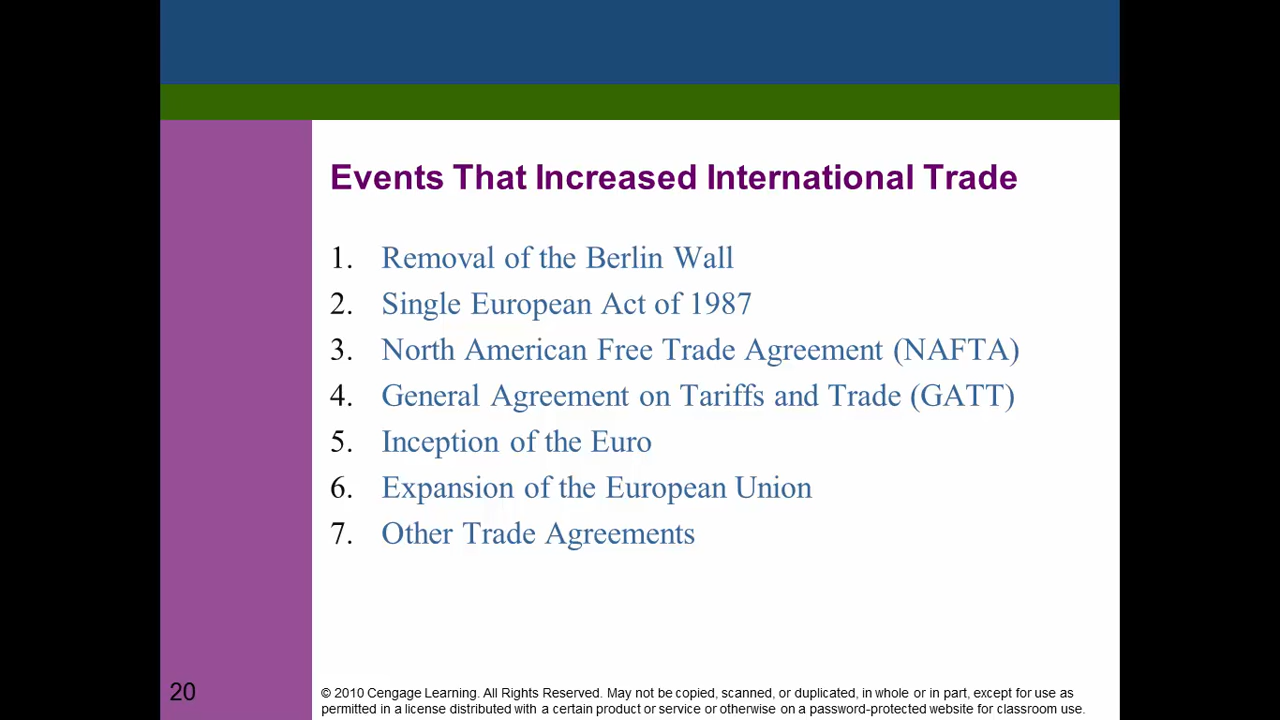 Events That Increased International Trade
1. Removal of the Berlin Wall
2. Single European Act of 1987
3. North American Free Trade Agreement (NAFTA)
4. General Agreement on Tariffs and Trade (GATT)
5. Inception of the Euro
6. Expansion of the European Union
7. Other Trade Agreements
20
© 2010 Cengage Learning. All Rights Reserved. May not be copied, scanned, or duplicated, in whole or in part, except for use as
permitted in a license distributed with a certain product or service or otherwise on a password-protected website for classroom use.